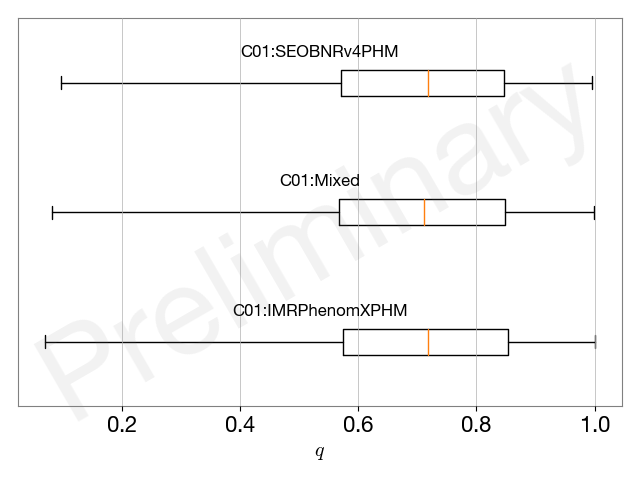 C01:SEOBNRv4PHM
C01:Mixed
C01:IMRPhenomXPHM
Preliminary
0.2 0.4 0.6 0.8 1.0
q